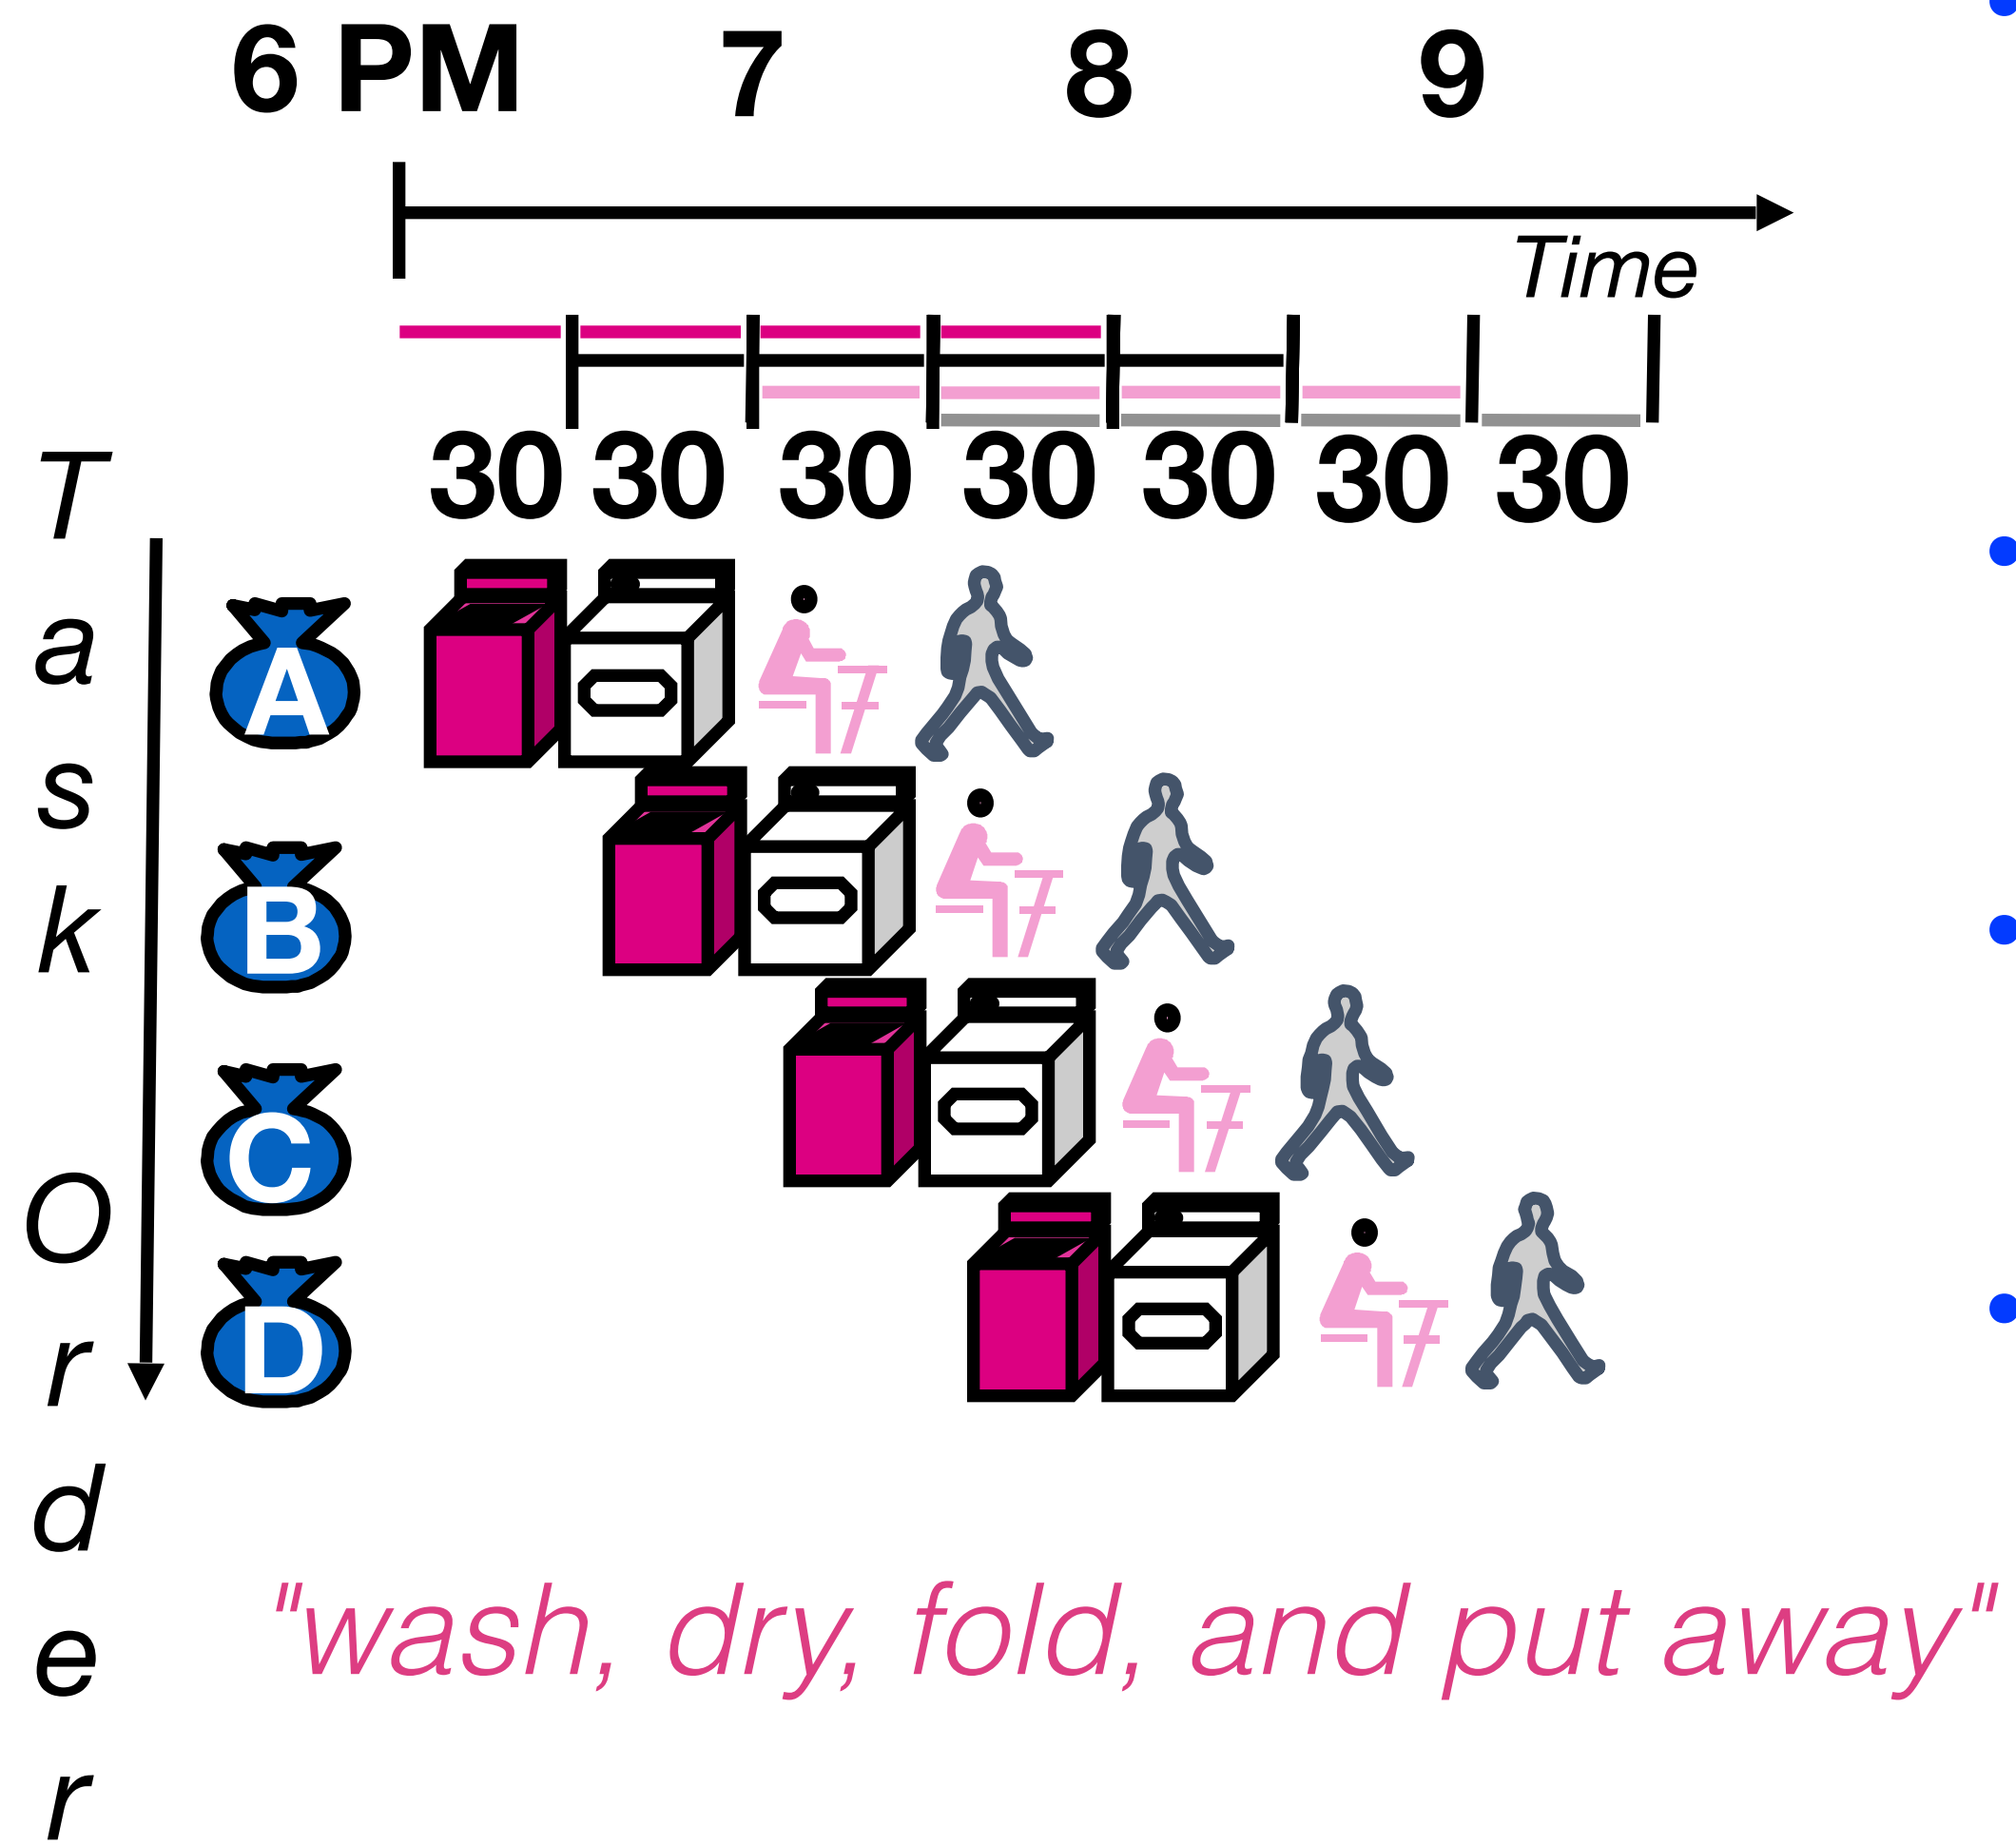 6 PM 7 8 9
Time
30 30 30 30 30 30 30
Task Order
A
B
C
D
"wash, dry, fold, and put away"